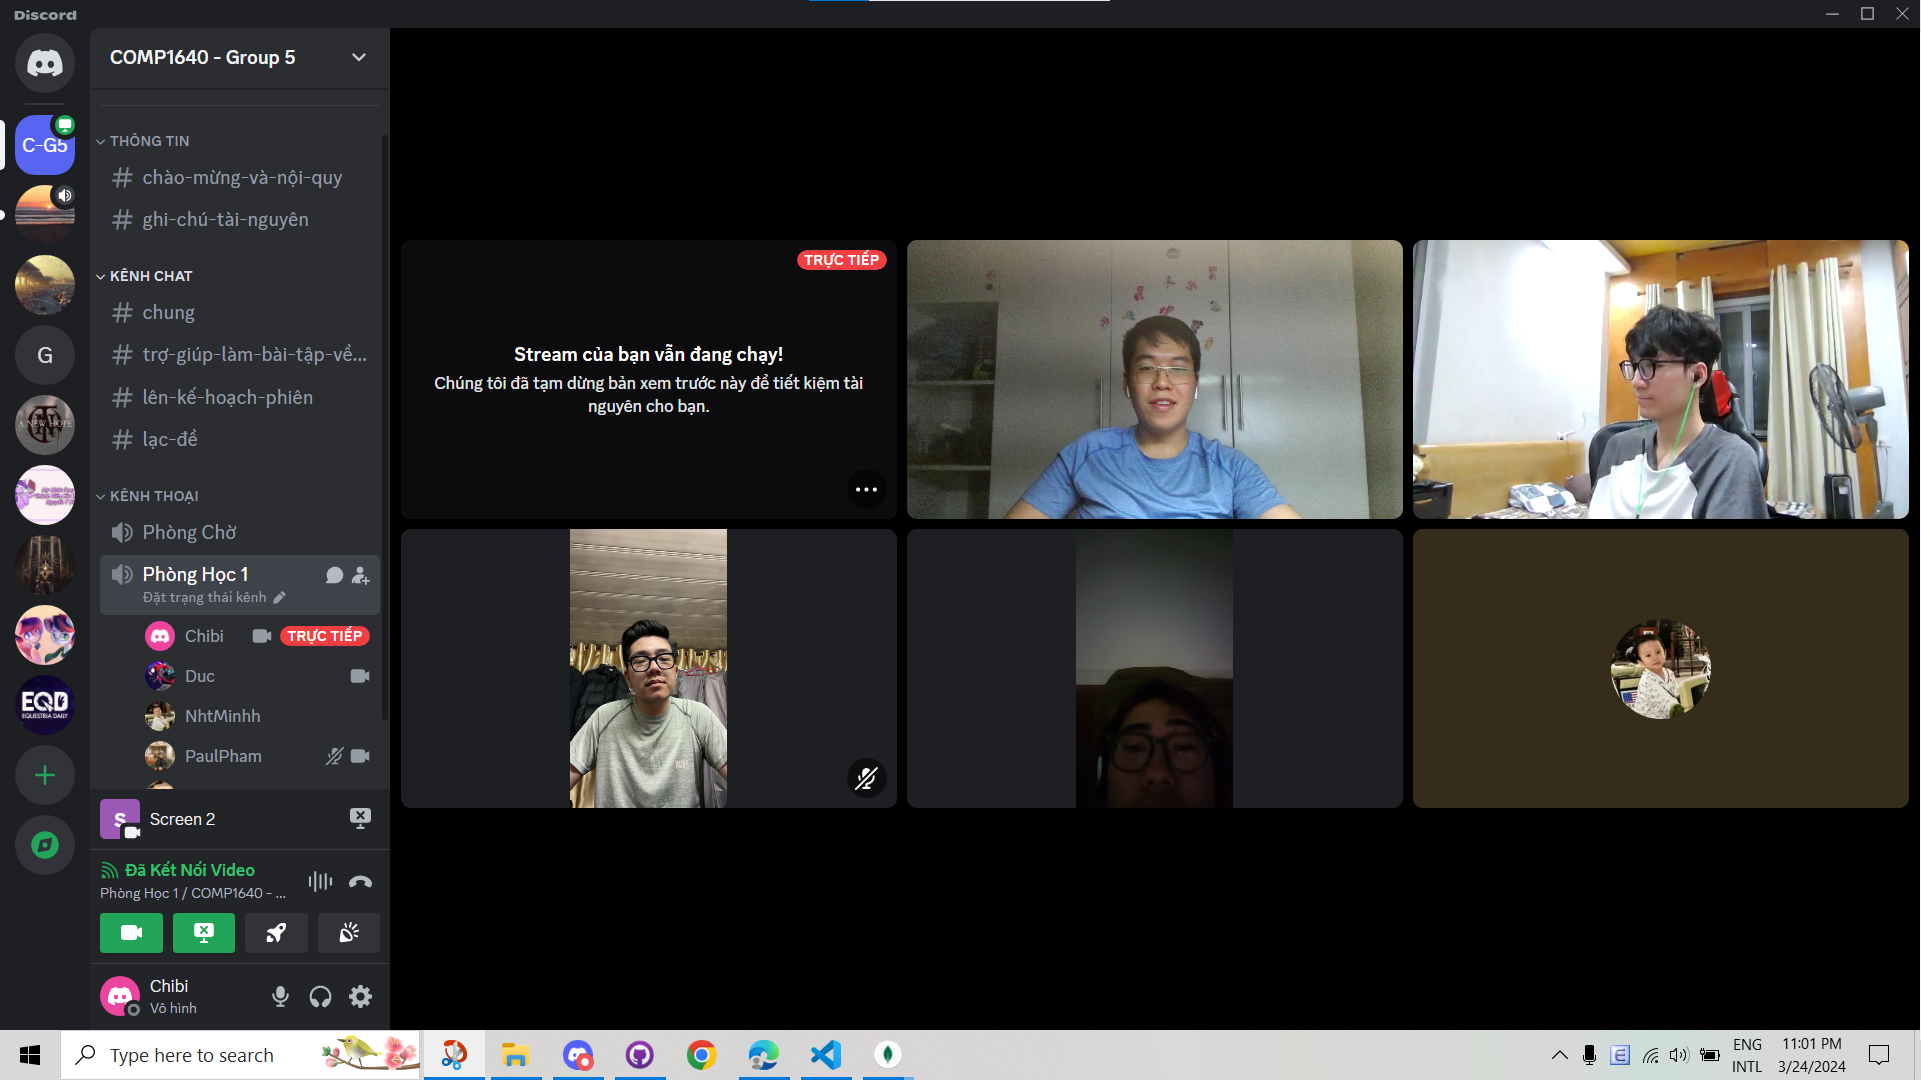 Discord
COMP1640 - Group 5
C-G5
THÔNG TIN
chào-mừng-và-nội-quy
ghi-chú-tài-nguyên
KÊNH CHAT
chung
G
trợ-giúp-làm-bài-tập-về...
lên-kế-hoạch-phiên
A NEW HOPE
lạc-đề
KÊNH THOẠI
Phòng Chờ
Phòng Học 1
Đặt trạng thái kênh
Chibi
TRỰC TIẾP
Duc
EQD
EQUESTRIA DAILY
NhtMinhh
PaulPham
S
Screen 2
Đã Kết Nối Video
Phòng Học 1 / COMP1640 - ...
Chibi
Vô hình
TRỰC TIẾP
Stream của bạn vẫn đang chạy!
Chúng tôi đã tạm dừng bản xem trước này để tiết kiệm tài
nguyên cho bạn.
Type here to search
ENG
INTL
11:01 PM
3/24/2024